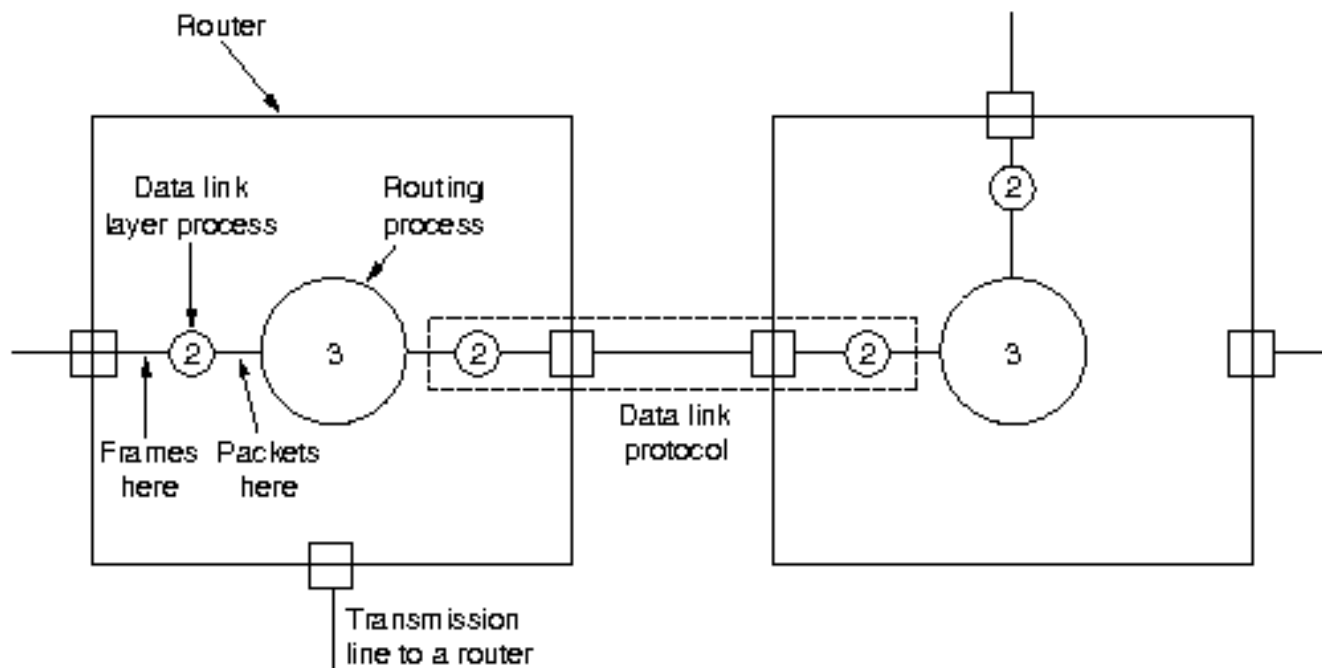 Router
Data link
layer process
Routing
process
2
2
3
2
2
3
Frames
here
Packets
here
Data link
protocol
Transmission
line to a router